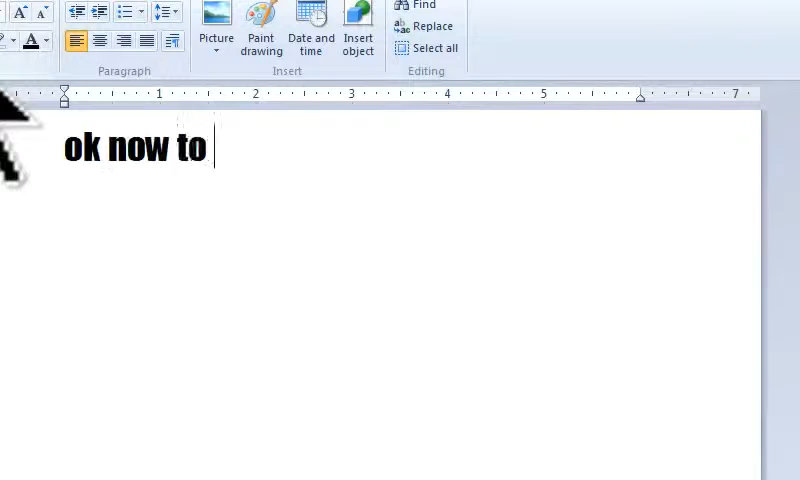 Find
Replace
Select all
Picture
Paint drawing
Date and time
Insert object
Paragraph
Insert
Editing
1 2 3 4 5 7
ok now to